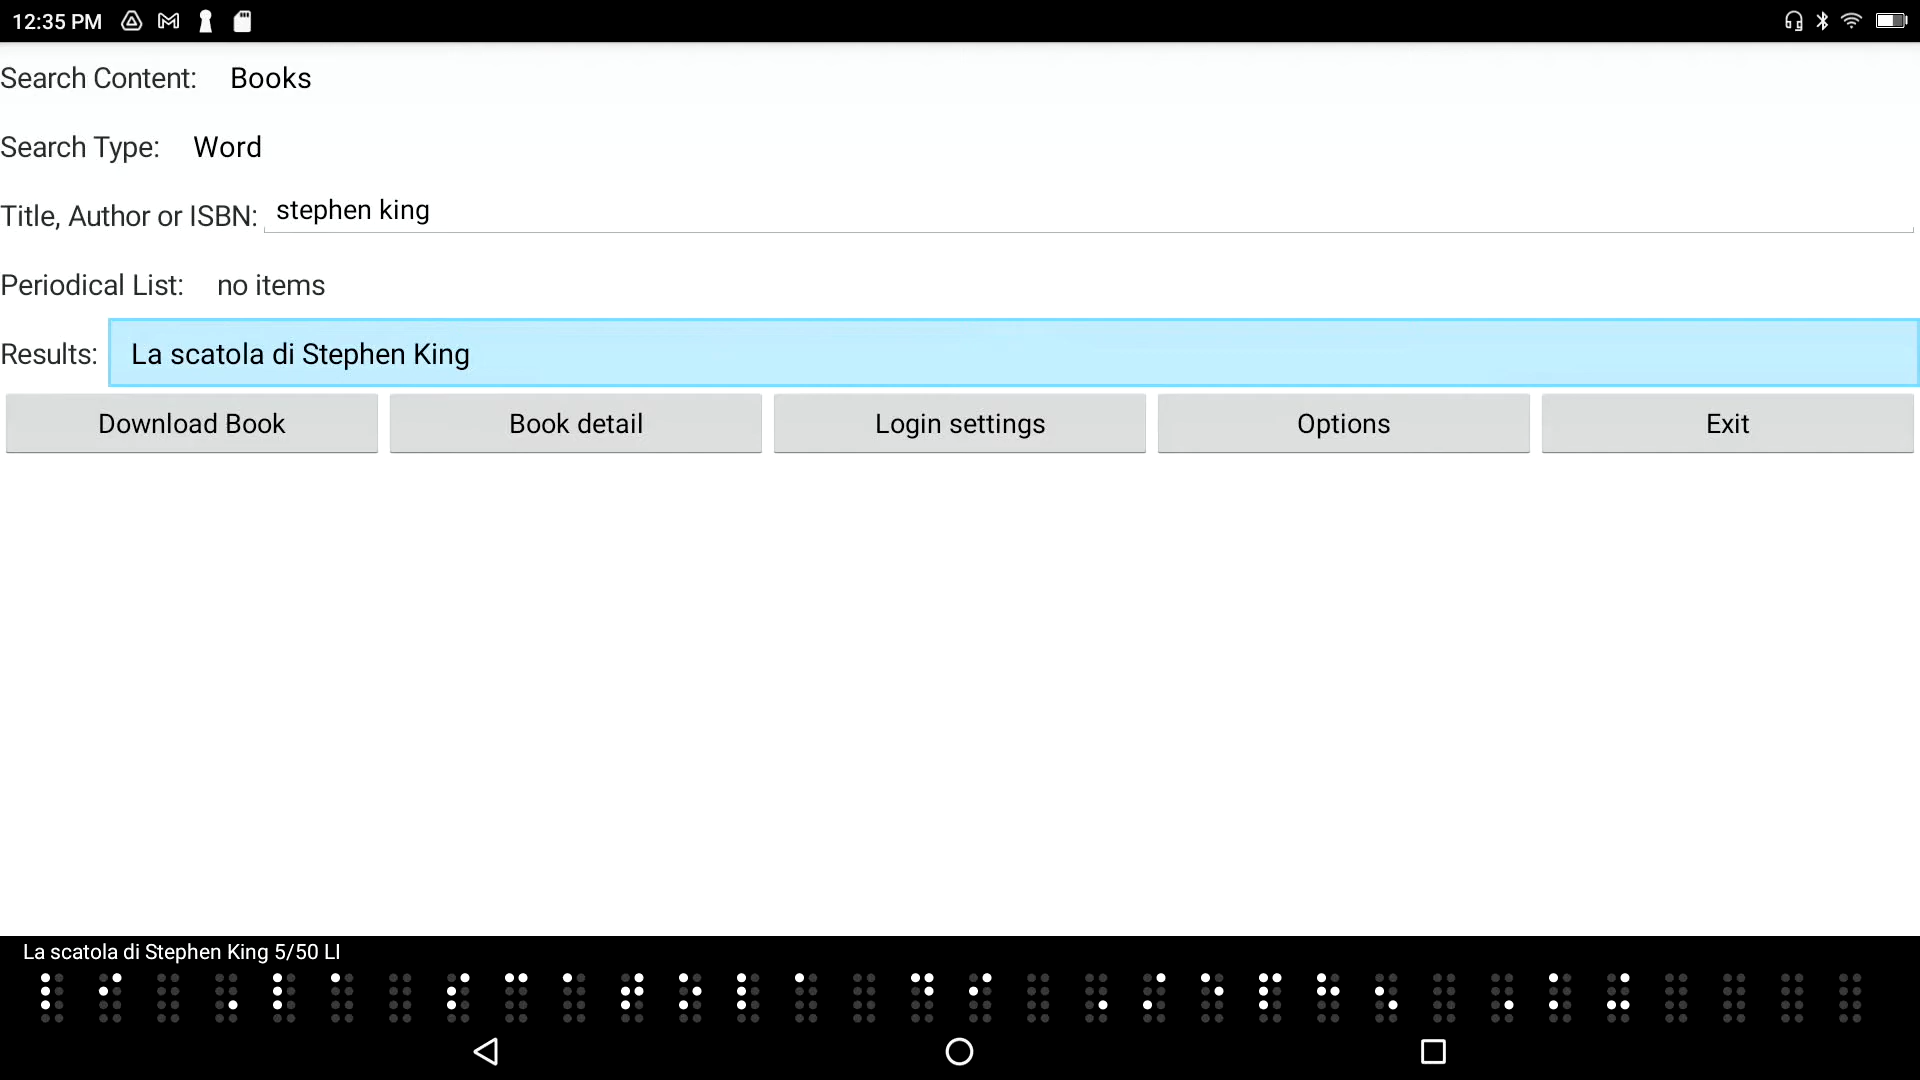 12:35 PM
Search Content: Books
Search Type: Word
Title, Author or ISBN: stephen king
Periodical List: no items
Results: La scatola di Stephen King
Download Book Book detail Login settings Options Exit
La scatola di Stephen King 5/50 LI